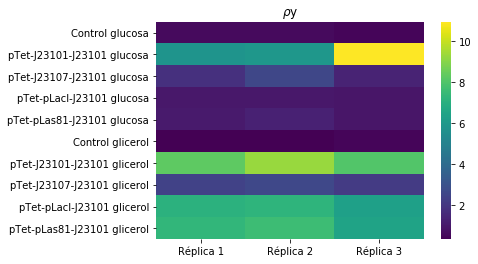 ρy
Control glucosa
pTet-J23101-J23101 glucosa
pTet-J23107-J23101 glucosa
pTet-pLacI-J23101 glucosa
pTet-pLas81-J23101 glucosa
Control glicerol
pTet-J23101-J23101 glicerol
pTet-J23107-J23101 glicerol
pTet-pLacI-J23101 glicerol
pTet-pLas81-J23101 glicerol
Réplica 1 Réplica 2 Réplica 3
10
8
6
4
2